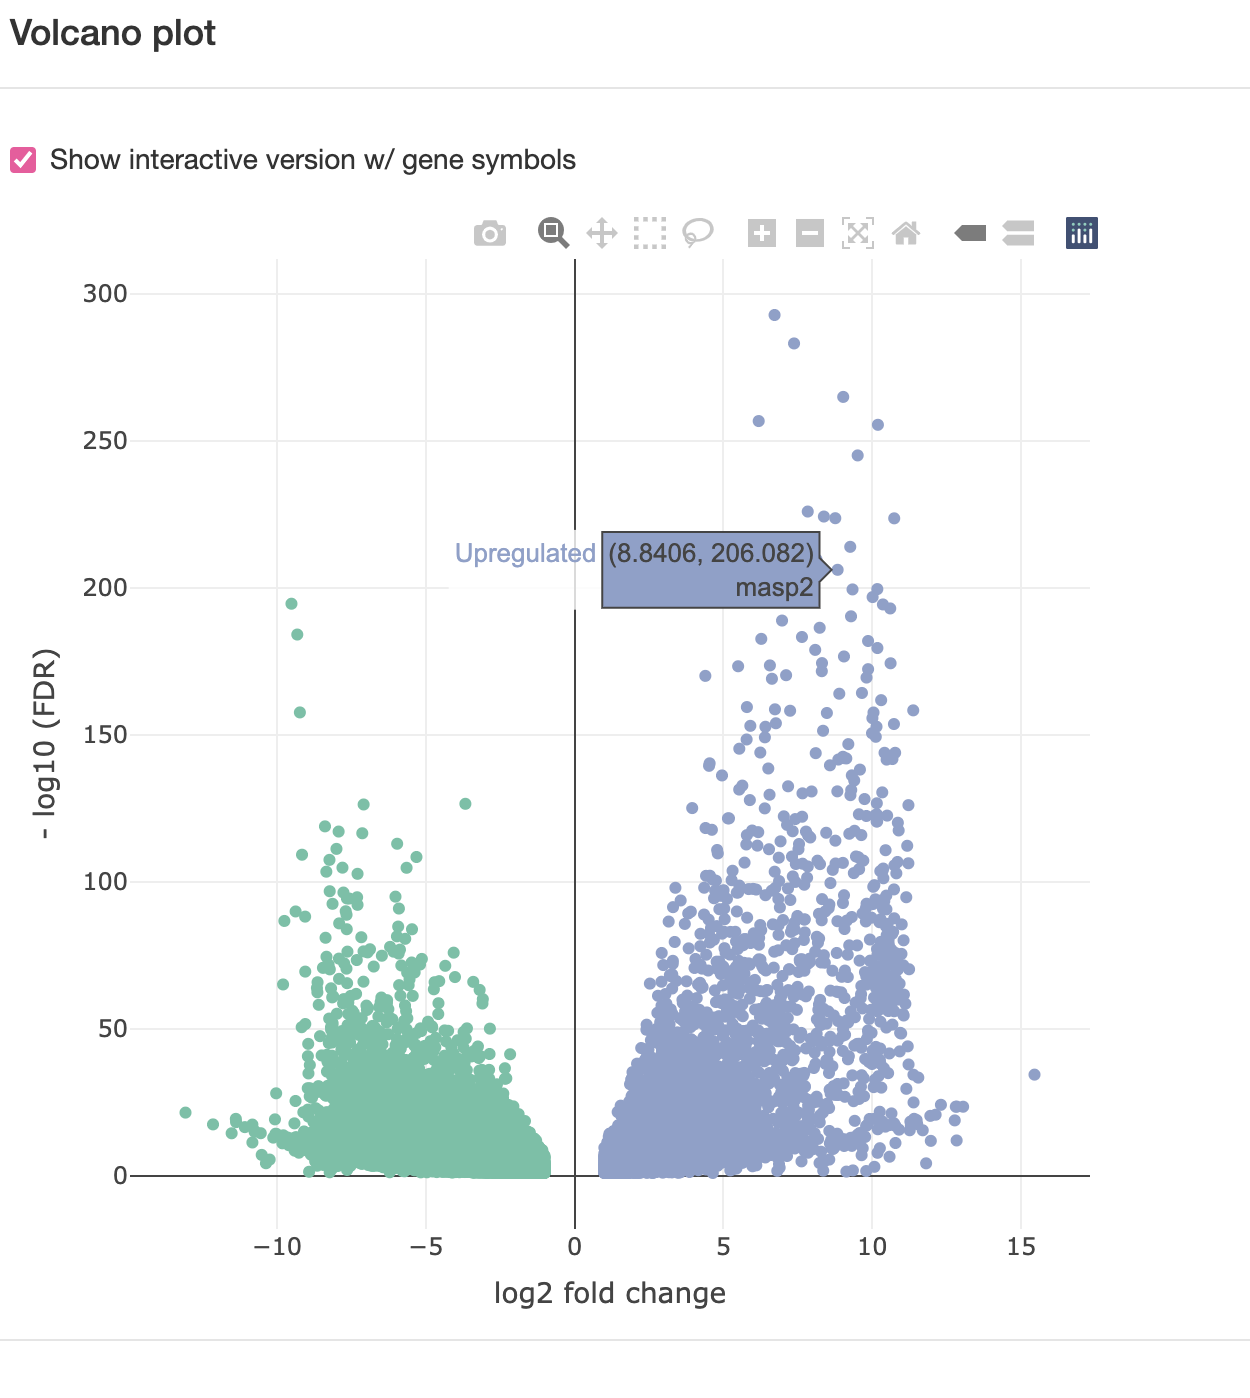 Volcano plot
Show interactive version w/ gene symbols
300
250
Upregulated (8.8406, 206.082)
masp2
200
150
100
50
0
- log10 (FDR)
−10 −5 0 5 10 15
log2 fold change